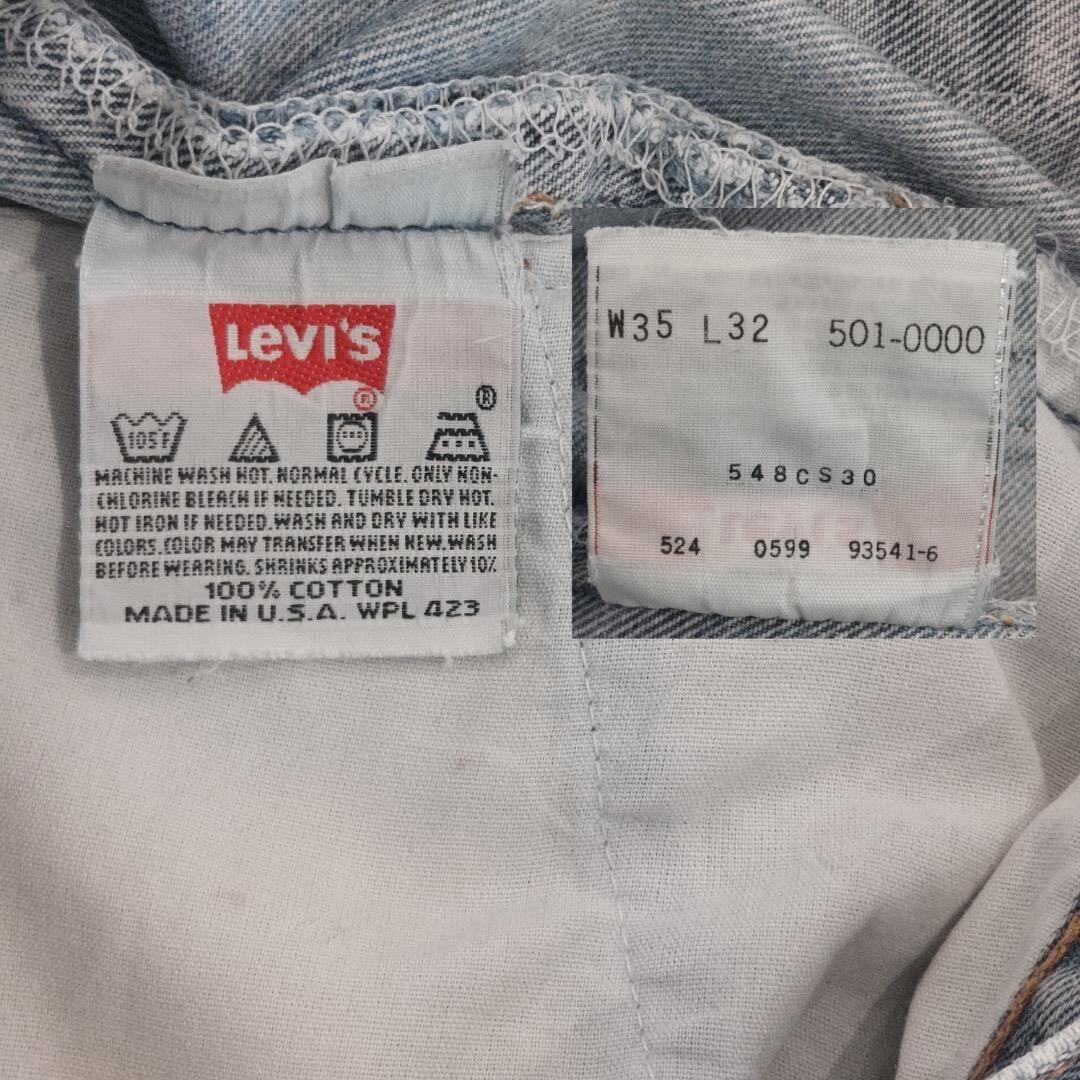 LEVI'S
®
®
105F
MACHINE WASH HOT. NORMAL CYCLE. ONLY NON-
CHLORINE BLEACH IF NEEDED. TUMBLE DRY HOT.
HOT IRON IF NEEDED. WASH AND DRY WITH LIKE
COLORS. COLOR MAY TRANSFER WHEN NEW. WASH
BEFORE WEARING. SHRINKS APPROXIMATELY 10%
100% COTTON
MADE IN U.S.A. WPL 423
W35 L32 501-0000
548CS30
524 0599 93541-6